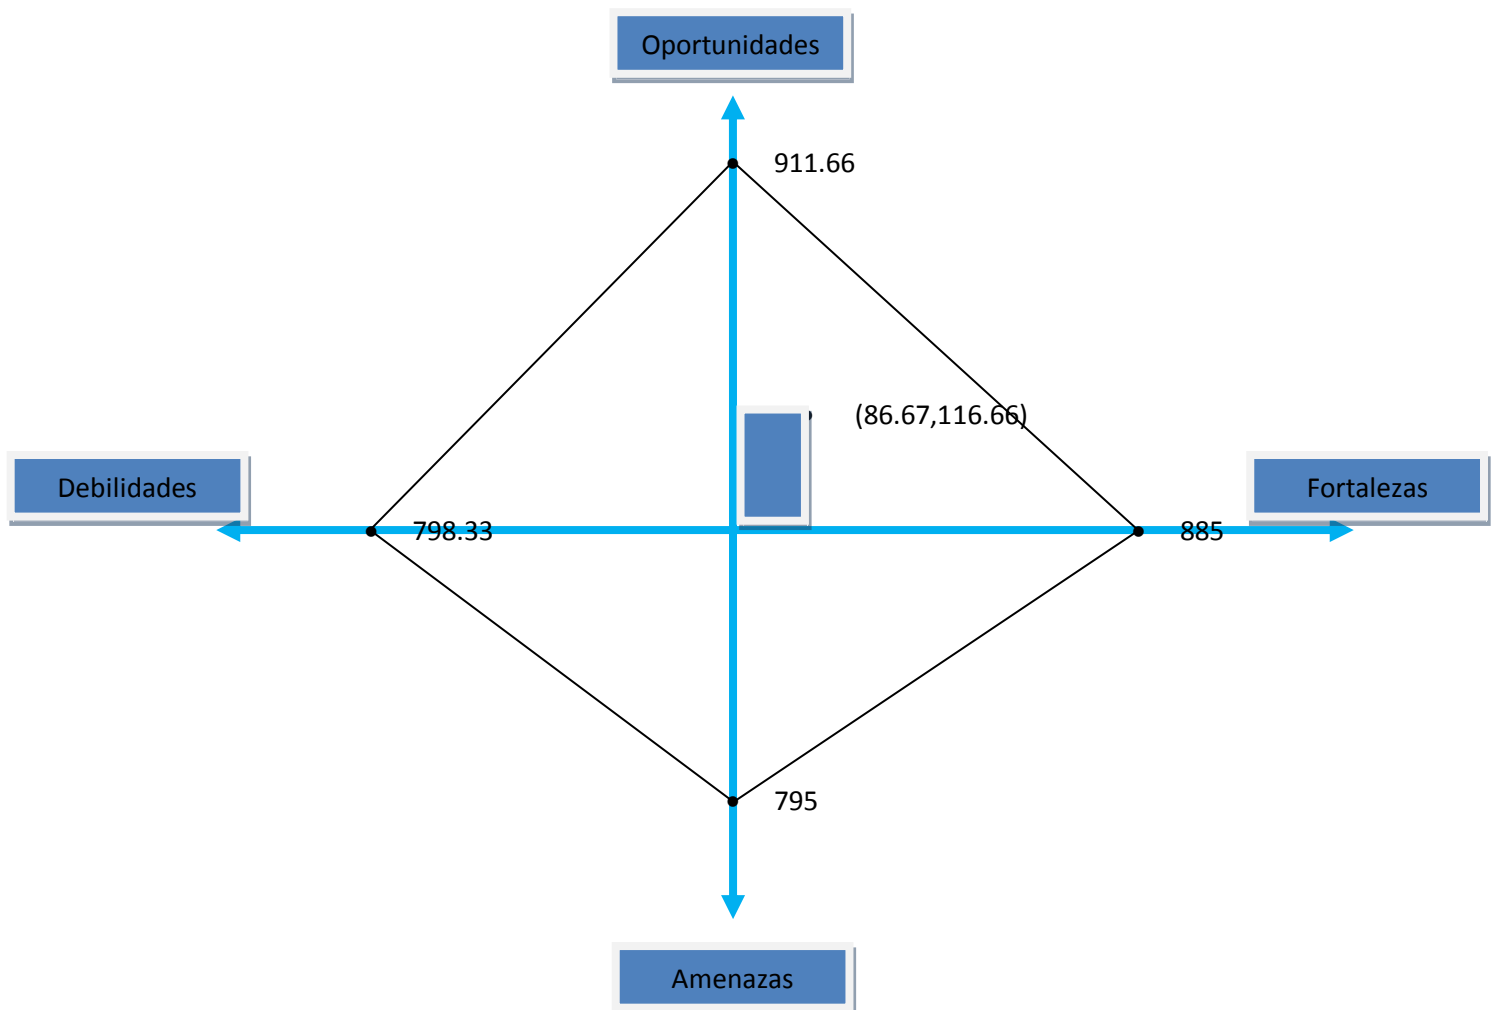 Oportunidades
911.66
(86.67,116.66)
Debilidades
Fortalezas
798.33
885
795
Amenazas